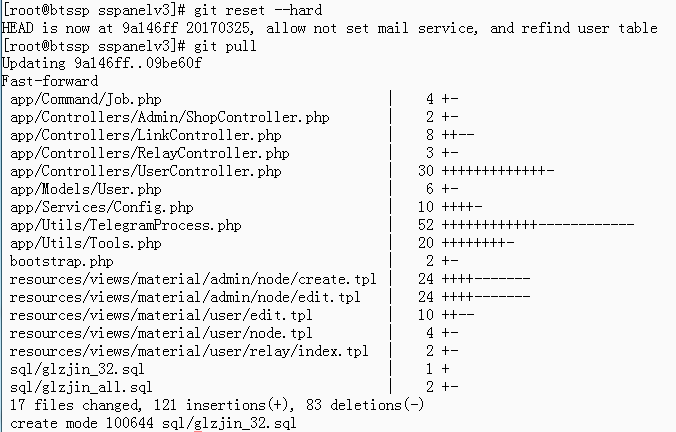 [root@btssp sspanelv3]# git reset --hard
HEAD is now at 9a146ff 20170325, allow not set mail service, and refind user table
[root@btssp sspanelv3]# git pull
Updating 9a146ff..09be60f
Fast-forward
 app/Command/Job.php                              |    4 +-
 app/Controllers/Admin/ShopController.php         |    2 +-
 app/Controllers/LinkController.php               |    8 ++--
 app/Controllers/RelayController.php              |    3 +-
 app/Controllers/UserController.php               |   30 +++++++++++++-
 app/Models/User.php                              |    6 +-
 app/Services/Config.php                          |   10 ++++-
 app/Utils/TelegramProcess.php                    |   52 ++++++++++++------------
 app/Utils/Tools.php                              |   20 ++++++++-
 bootstrap.php                                    |    2 +-
 resources/views/material/admin/node/create.tpl |   24 ++++-------
 resources/views/material/admin/node/edit.tpl   |   24 ++++-------
 resources/views/material/user/edit.tpl           |   10 ++--
 resources/views/material/user/node.tpl           |    4 +-
 resources/views/material/user/relay/index.tpl  |    2 +-
 sql/glzjin_32.sql                                |    1 +
 sql/glzjin_all.sql                               |    2 +-
 17 files changed, 121 insertions(+), 83 deletions(-)
 create mode 100644 sql/glzjin_32.sql